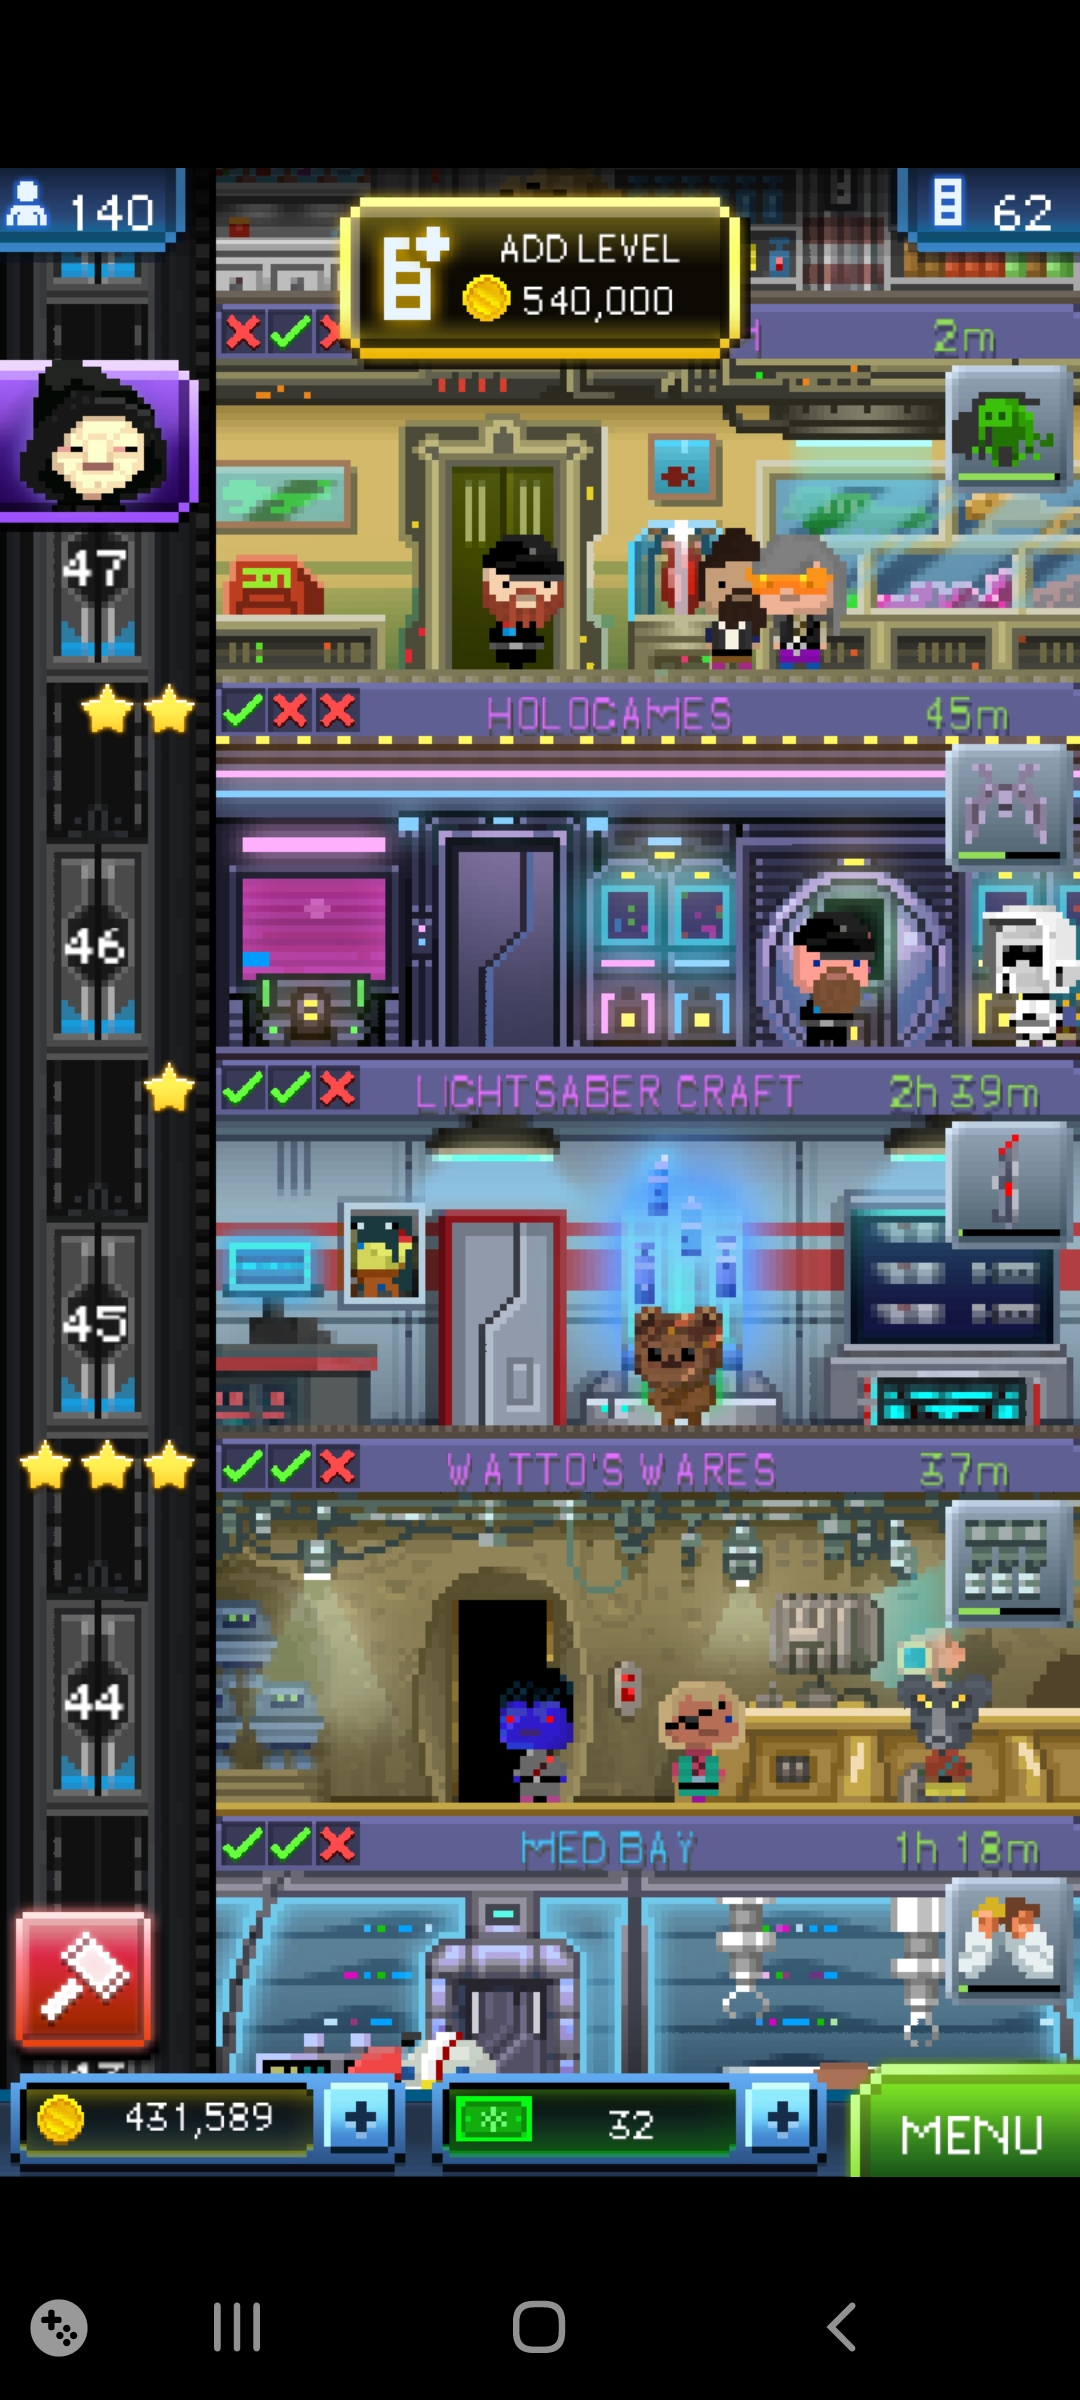 140
62
ADD LEVEL
540,000
2m
47
HOLOGAMES
45m
46
LIGHTSABER CRAFT
2h 39m
45
WATTO'S WARES
37m
44
MED BAY
1h 18m
431,589
32
MENU